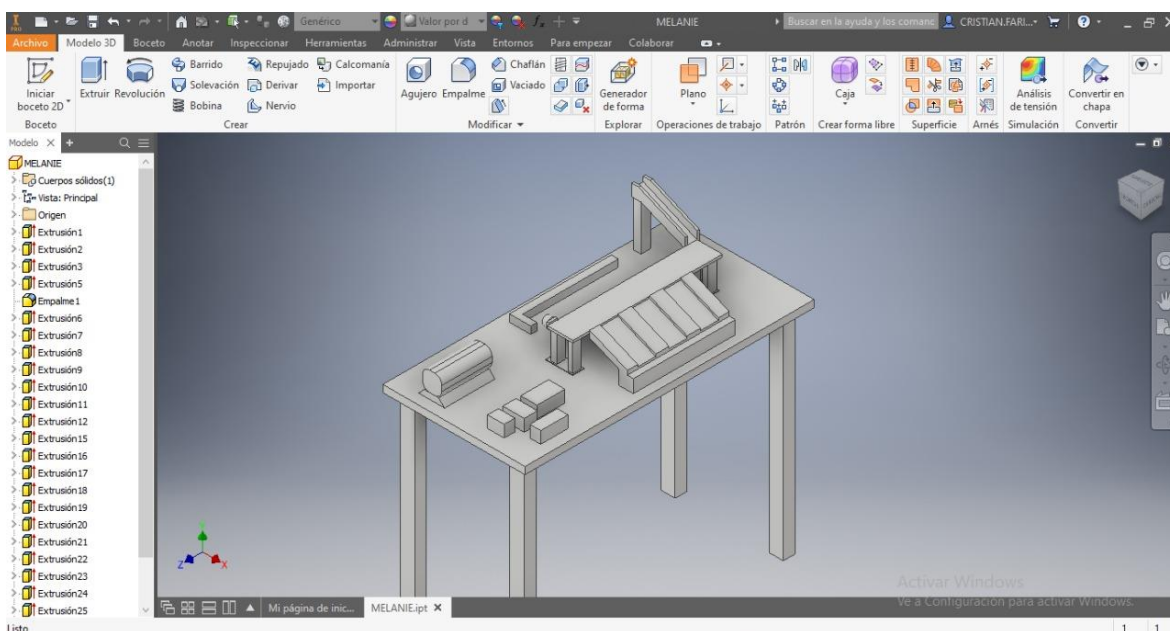 PRO
Genérico
Valor por d
MELANIE
Buscar en la ayuda y los comanc
CRISTIAN.FARI...
Archivo Modelo 3D Boceto Anotar Inspeccionar Herramientas Administrar Vista Entornos Para empezar Colaborar
Iniciar boceto 2D
Extruir
Revolución
Barrido
Solevación
Bobina
Repujado
Derivar
Nervio
Calcomanía
Importar
Agujero
Empalme
Chaflán
Vaciado
Generador de forma
Plano
Caja
Análisis de tensión
Convertir en chapa
Boceto Crear Modificar Explorar Operaciones de trabajo Patrón Crear forma libre Superficie Arnés Simulación Convertir
Modelo
MELANIE
Cuerpos sólidos(1)
Vista: Principal
Origen
Extrusión1
Extrusión2
Extrusión3
Extrusión5
Empalme1
Extrusión6
Extrusión7
Extrusión8
Extrusión9
Extrusión10
Extrusión11
Extrusión12
Extrusión15
Extrusión16
Extrusión17
Extrusión18
Extrusión19
Extrusión20
Extrusión21
Extrusión22
Extrusión23
Extrusión24
Extrusión25
Z
X
Activar Windows
Ve a Configuración para activar Windows.
Mi página de inic...
MELANIE.ipt
Listo
1 1